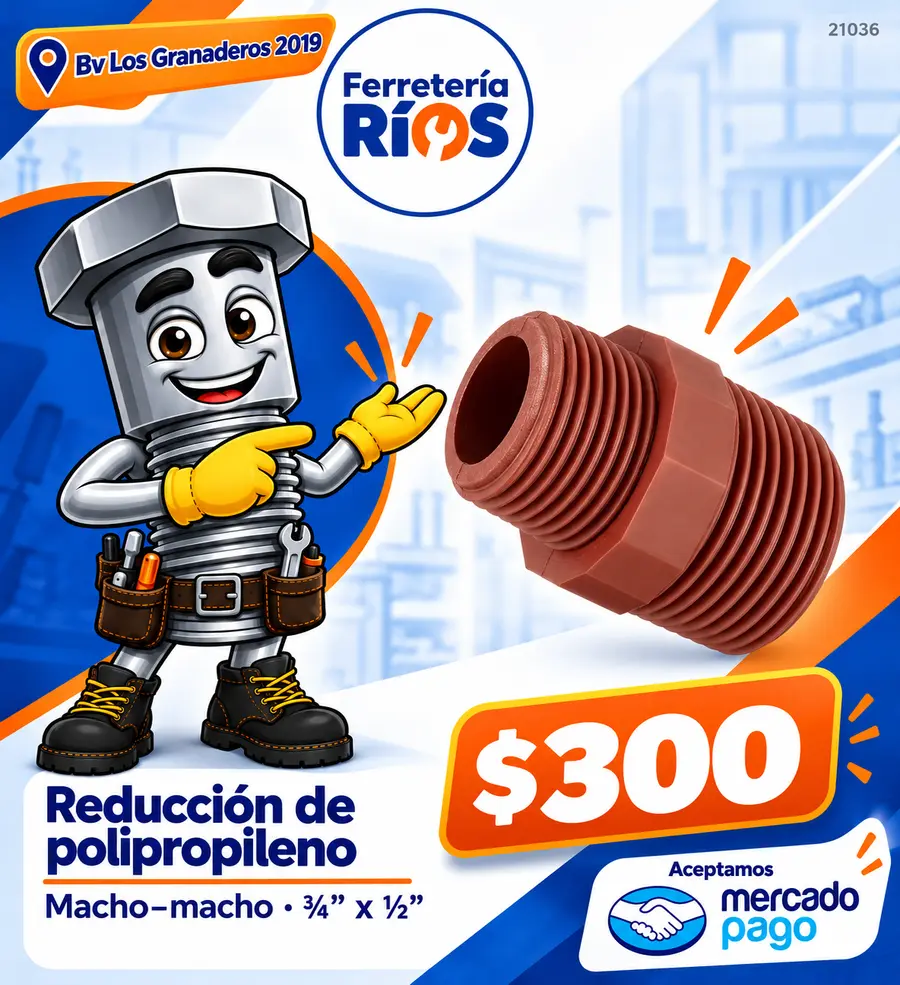 Bv Los Granaderos 2019
Ferretería
RÍOS
21036
$300
Reducción de
polipropileno
Macho-macho · ¾” x ½”
Aceptamos
mercado
pago